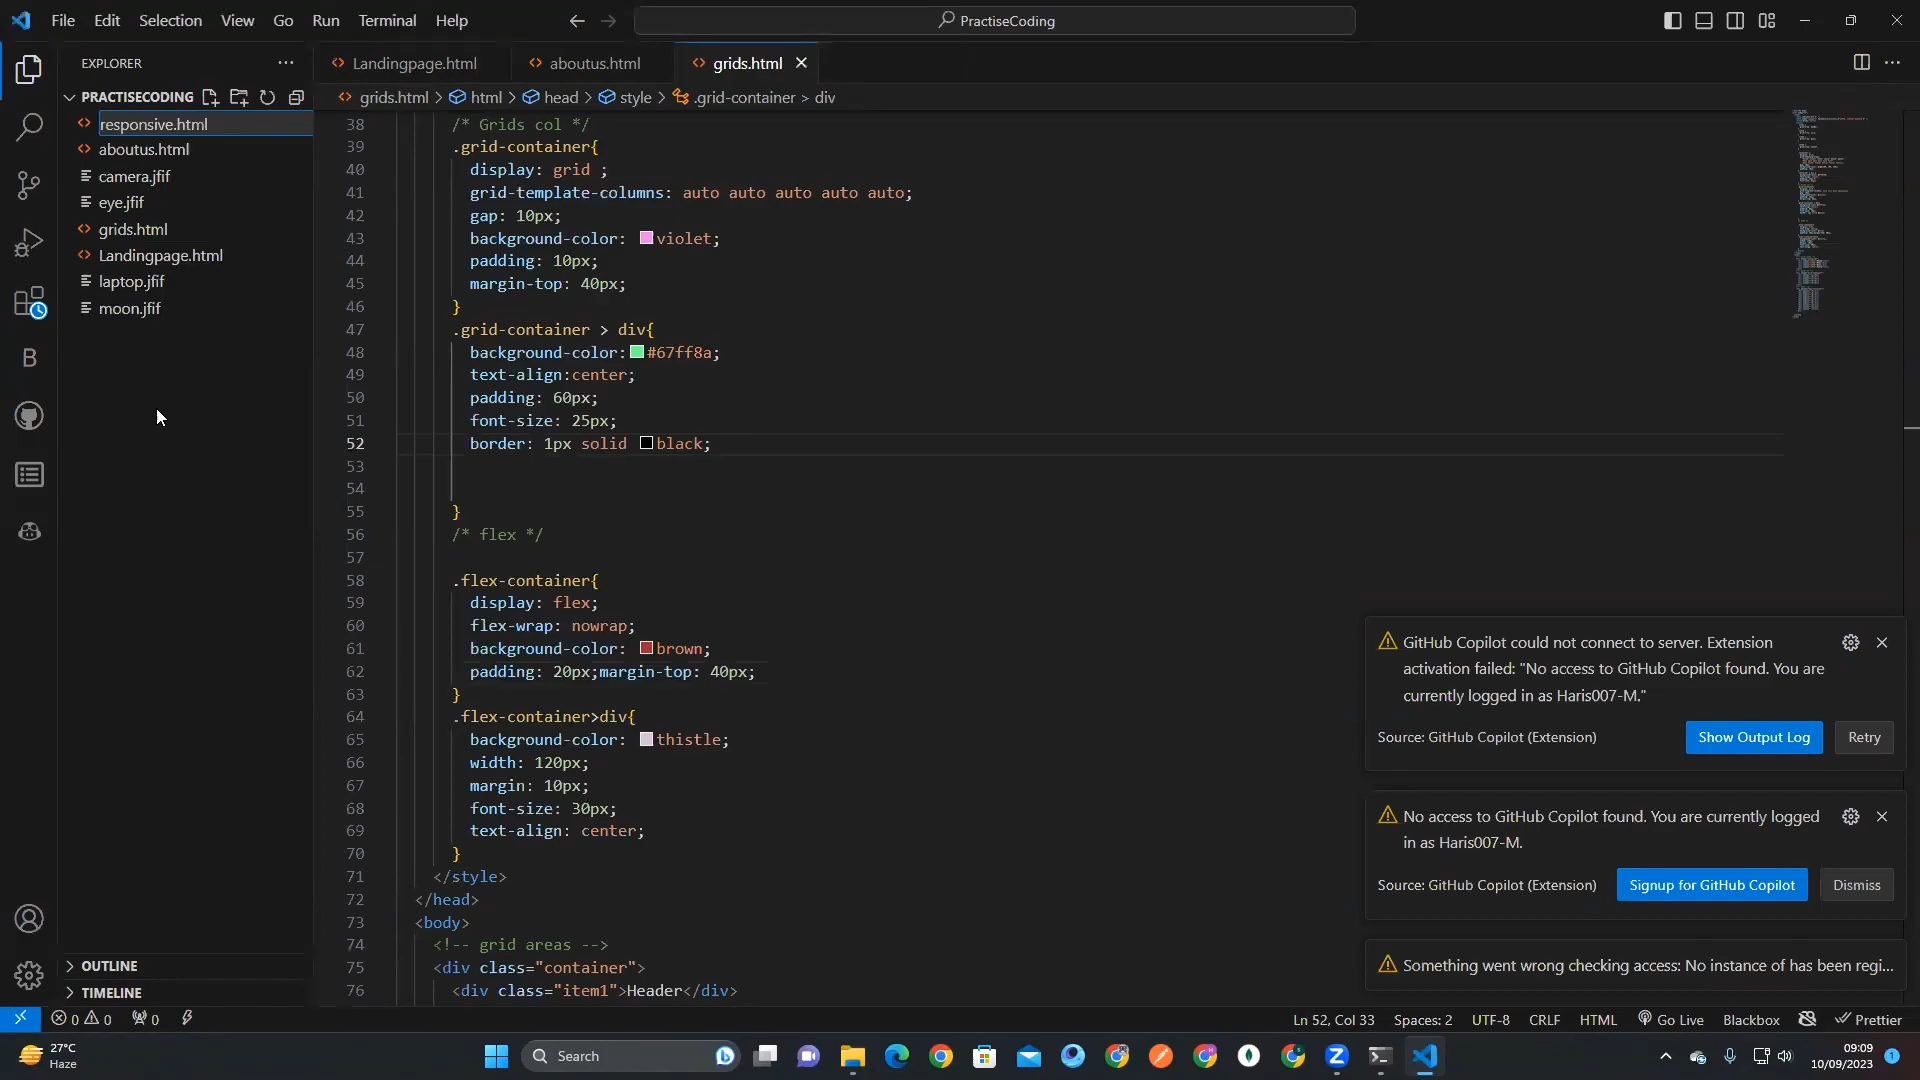 File Edit Selection View Go Run Terminal Help
PractiseCoding
EXPLORER
PRACTISECODING
responsive.html
aboutus.html
camera.jfif
eye.jfif
grids.html
Landingpage.html
laptop.jfif
moon.jfif
OUTLINE
TIMELINE
Landingpage.html aboutus.html grids.html
grids.html > html > head > style > .grid-container > div
38 /* Grids col */
39 .grid-container{
40 display: grid ;
41 grid-template-columns: auto auto auto auto auto;
42 gap: 10px;
43 background-color: violet;
44 padding: 10px;
45 margin-top: 40px;
46 }
47 .grid-container > div{
48 background-color: #67ff8a;
49 text-align:center;
50 padding: 60px;
51 font-size: 25px;
52 border: 1px solid black;
53
54
55 }
56 /* flex */
57
58 .flex-container{
59 display: flex;
60 flex-wrap: nowrap;
61 background-color: brown;
62 padding: 20px;margin-top: 40px;
63 }
64 .flex-container>div{
65 background-color: thistle;
66 width: 120px;
67 margin: 10px;
68 font-size: 30px;
69 text-align: center;
70 }
71 </style>
72 </head>
73 <body>
74 <!-- grid areas -->
75 <div class="container">
76 <div class="item1">Header</div>
GitHub Copilot could not connect to server. Extension
activation failed: "No access to GitHub Copilot found. You are
currently logged in as Haris007-M."
Source: GitHub Copilot (Extension) Show Output Log Retry
No access to GitHub Copilot found. You are currently logged
in as Haris007-M.
Source: GitHub Copilot (Extension) Signup for GitHub Copilot Dismiss
Something went wrong checking access: No instance of has been regi...
0 0 0 Ln 52, Col 33 Spaces: 2 UTF-8 CRLF HTML Go Live Blackbox Prettier
27°C
Haze
Search
09:09
10/09/2023
1